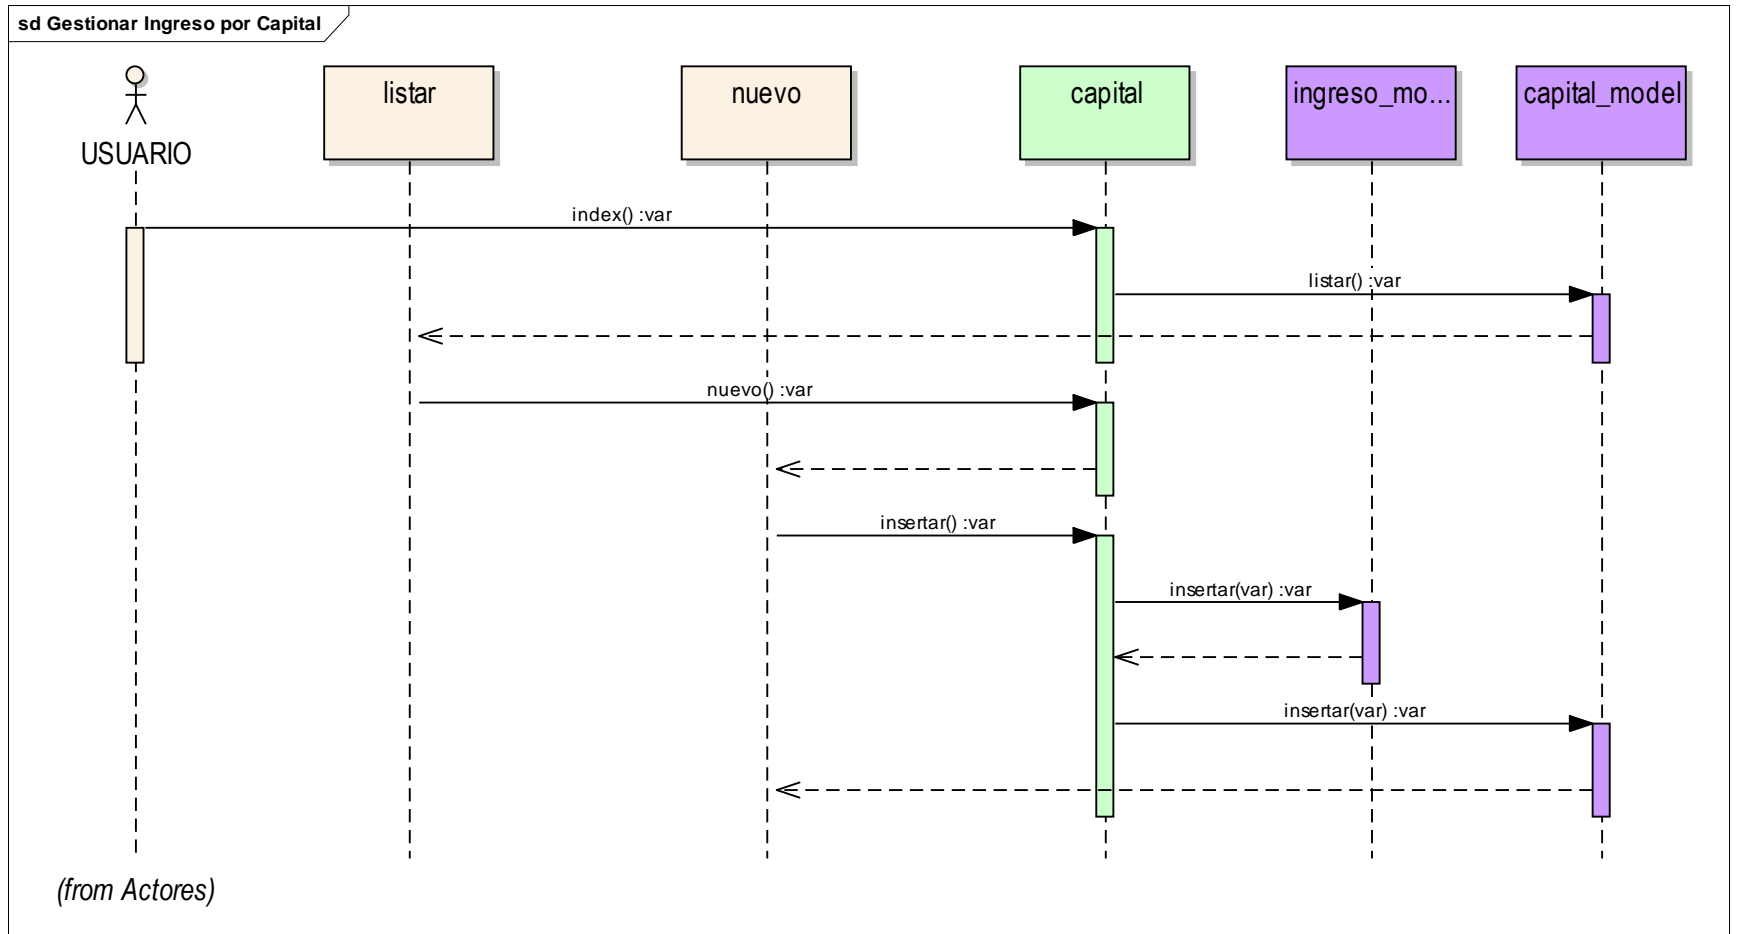 sd Gestionar Ingreso por Capital
USUARIO
listar
nuevo
capital
ingreso_mo...
capital_model
index() :var
listar() :var
nuevo() :var
insertar() :var
insertar(var) :var
insertar(var) :var
(from Actores)